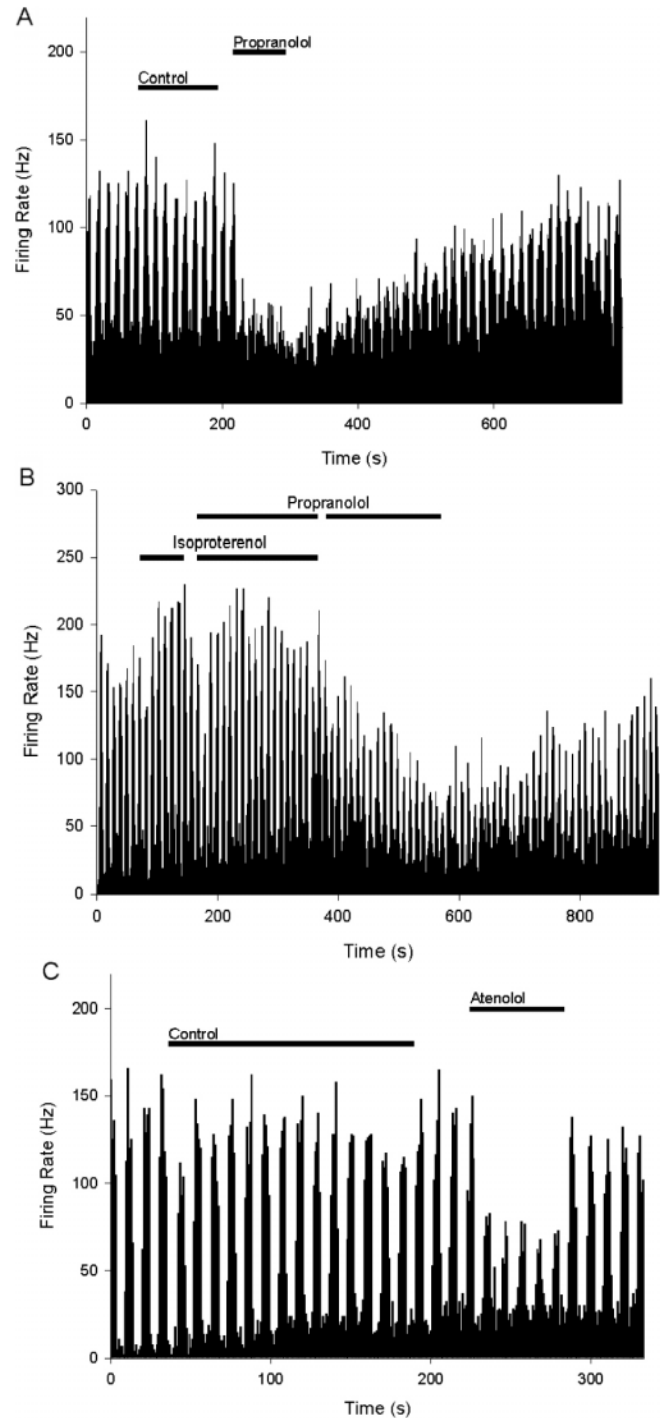 A
Propranolol
Control
200
150
100
50
0
Firing Rate (Hz)
0 200 400 600
Time (s)
B
300
250
200
150
100
50
0
Propranolol
Isoproterenol
Firing Rate (Hz)
0 200 400 600 800
Time (s)
C
Atenolol
Control
200
150
100
50
0
Firing Rate (Hz)
0 100 200 300
Time (s)